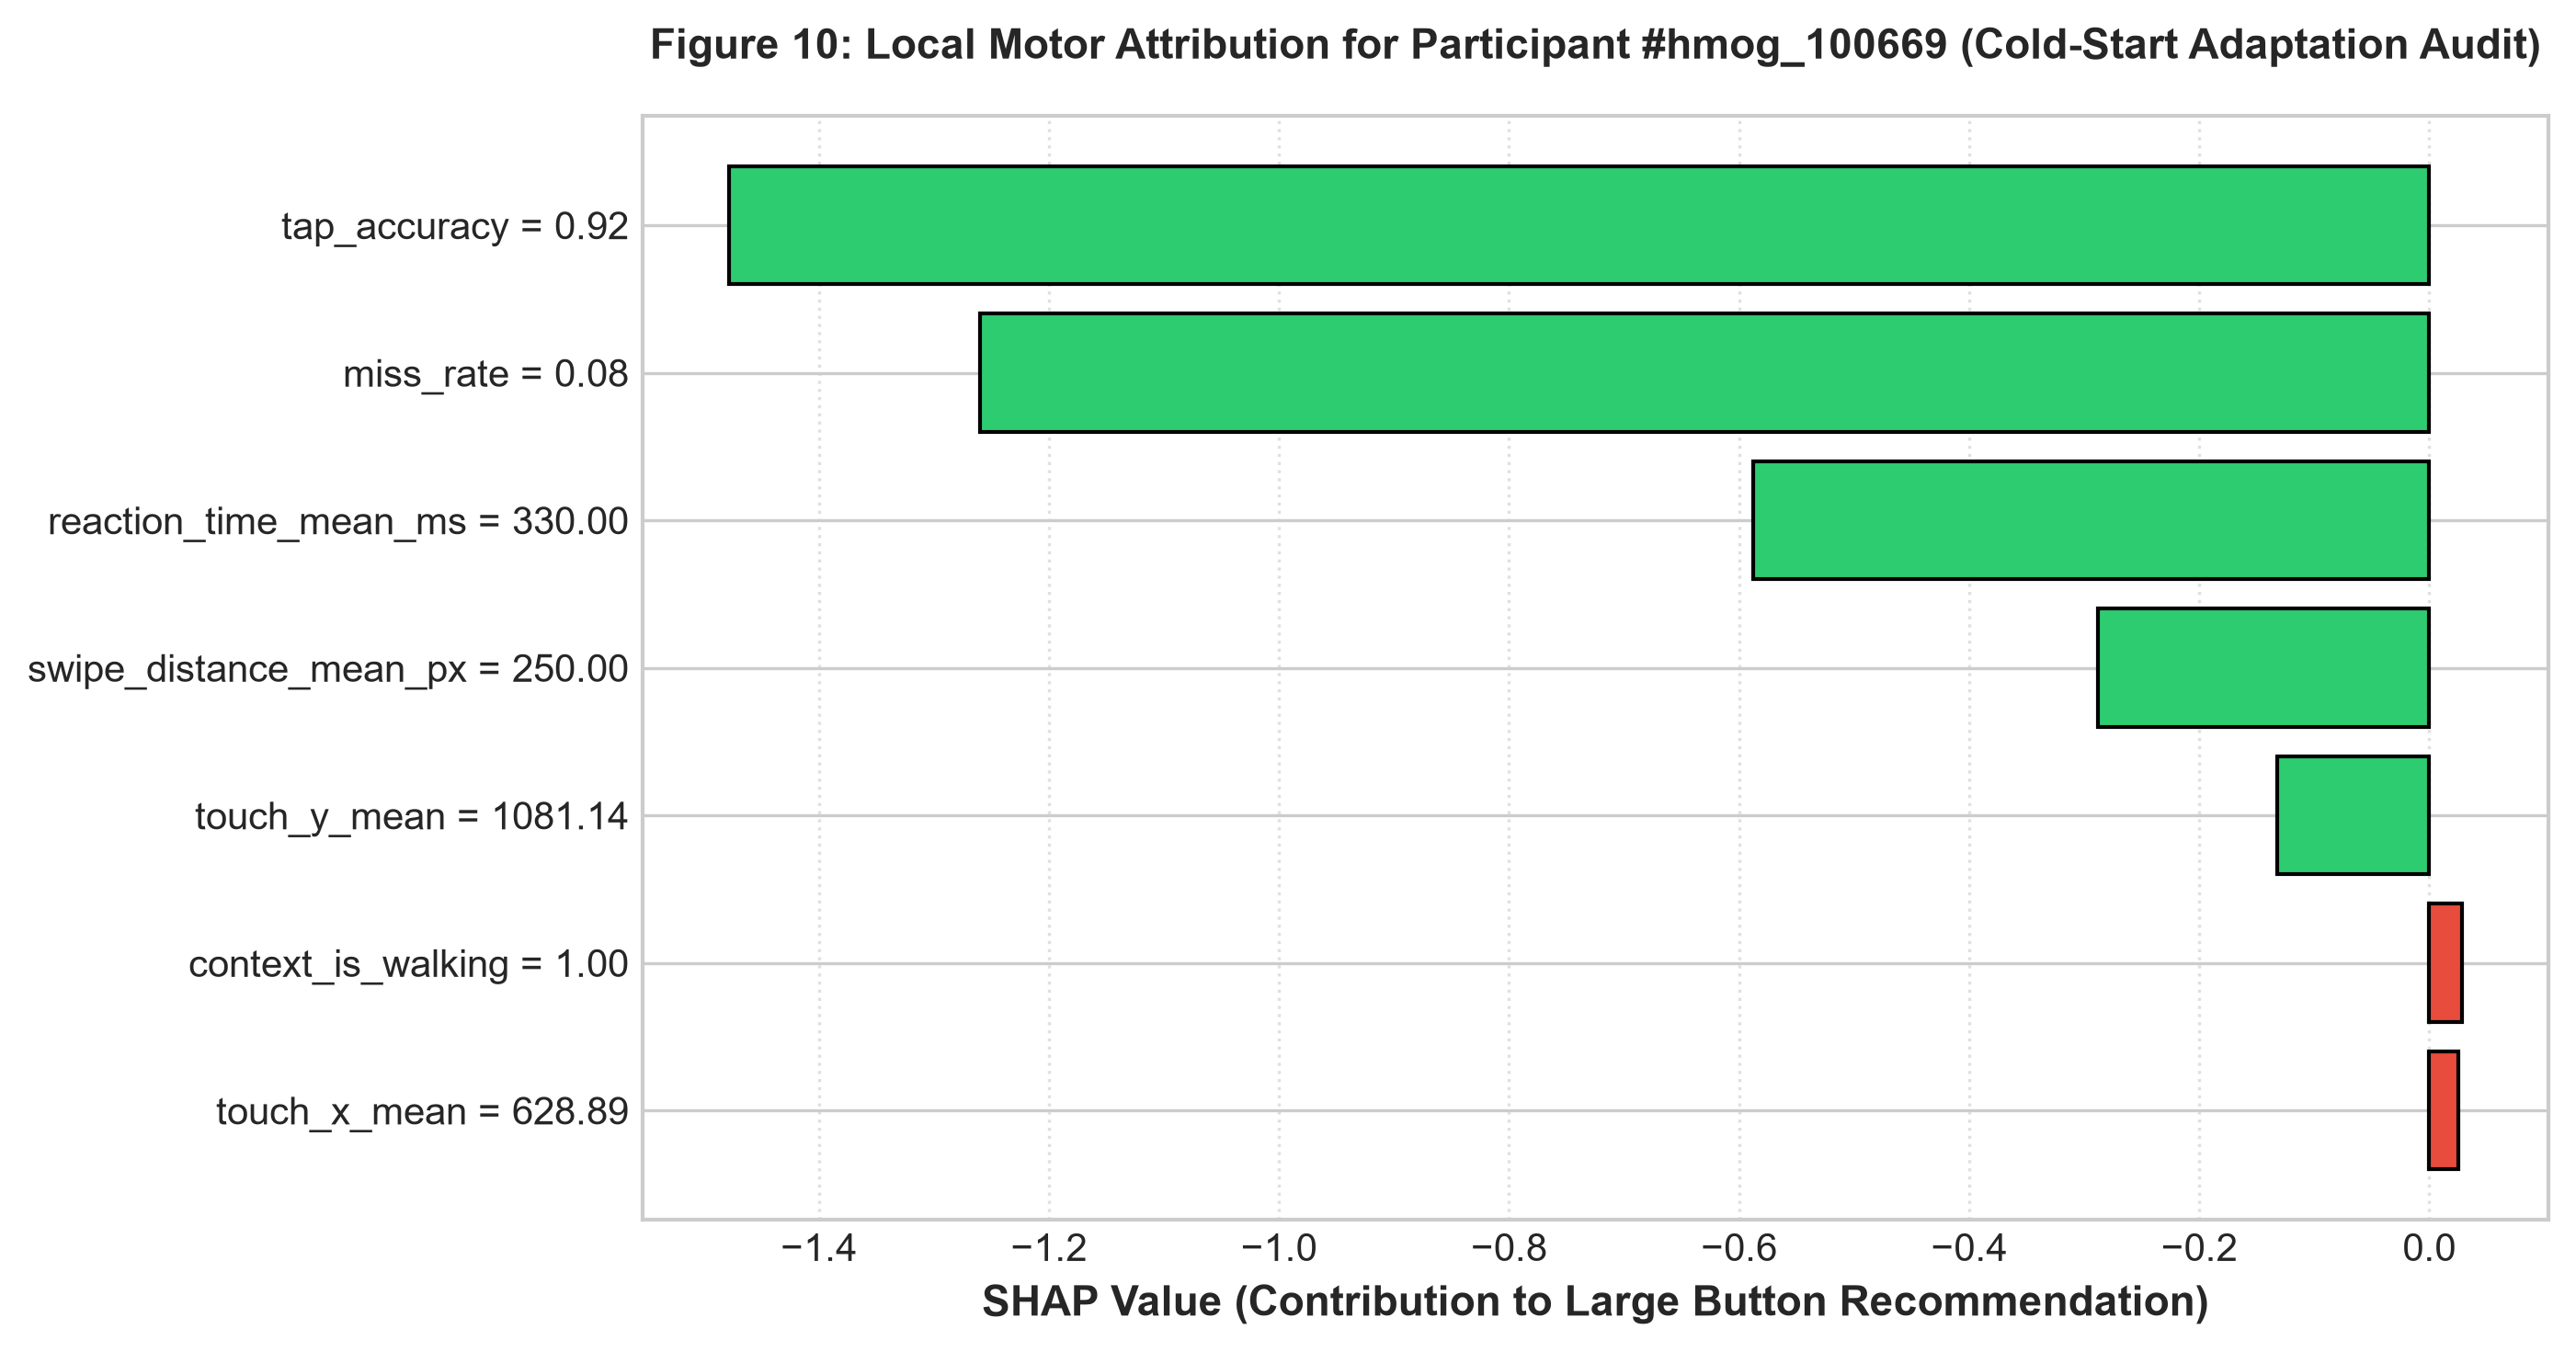 Figure 10: Local Motor Attribution for Participant #hmog_100669 (Cold-Start Adaptation Audit)
tap_accuracy = 0.92
miss_rate = 0.08
reaction_time_mean_ms = 330.00
swipe_distance_mean_px = 250.00
touch_y_mean = 1081.14
context_is_walking = 1.00
touch_x_mean = 628.89
−1.4 −1.2 −1.0 −0.8 −0.6 −0.4 −0.2 0.0
SHAP Value (Contribution to Large Button Recommendation)